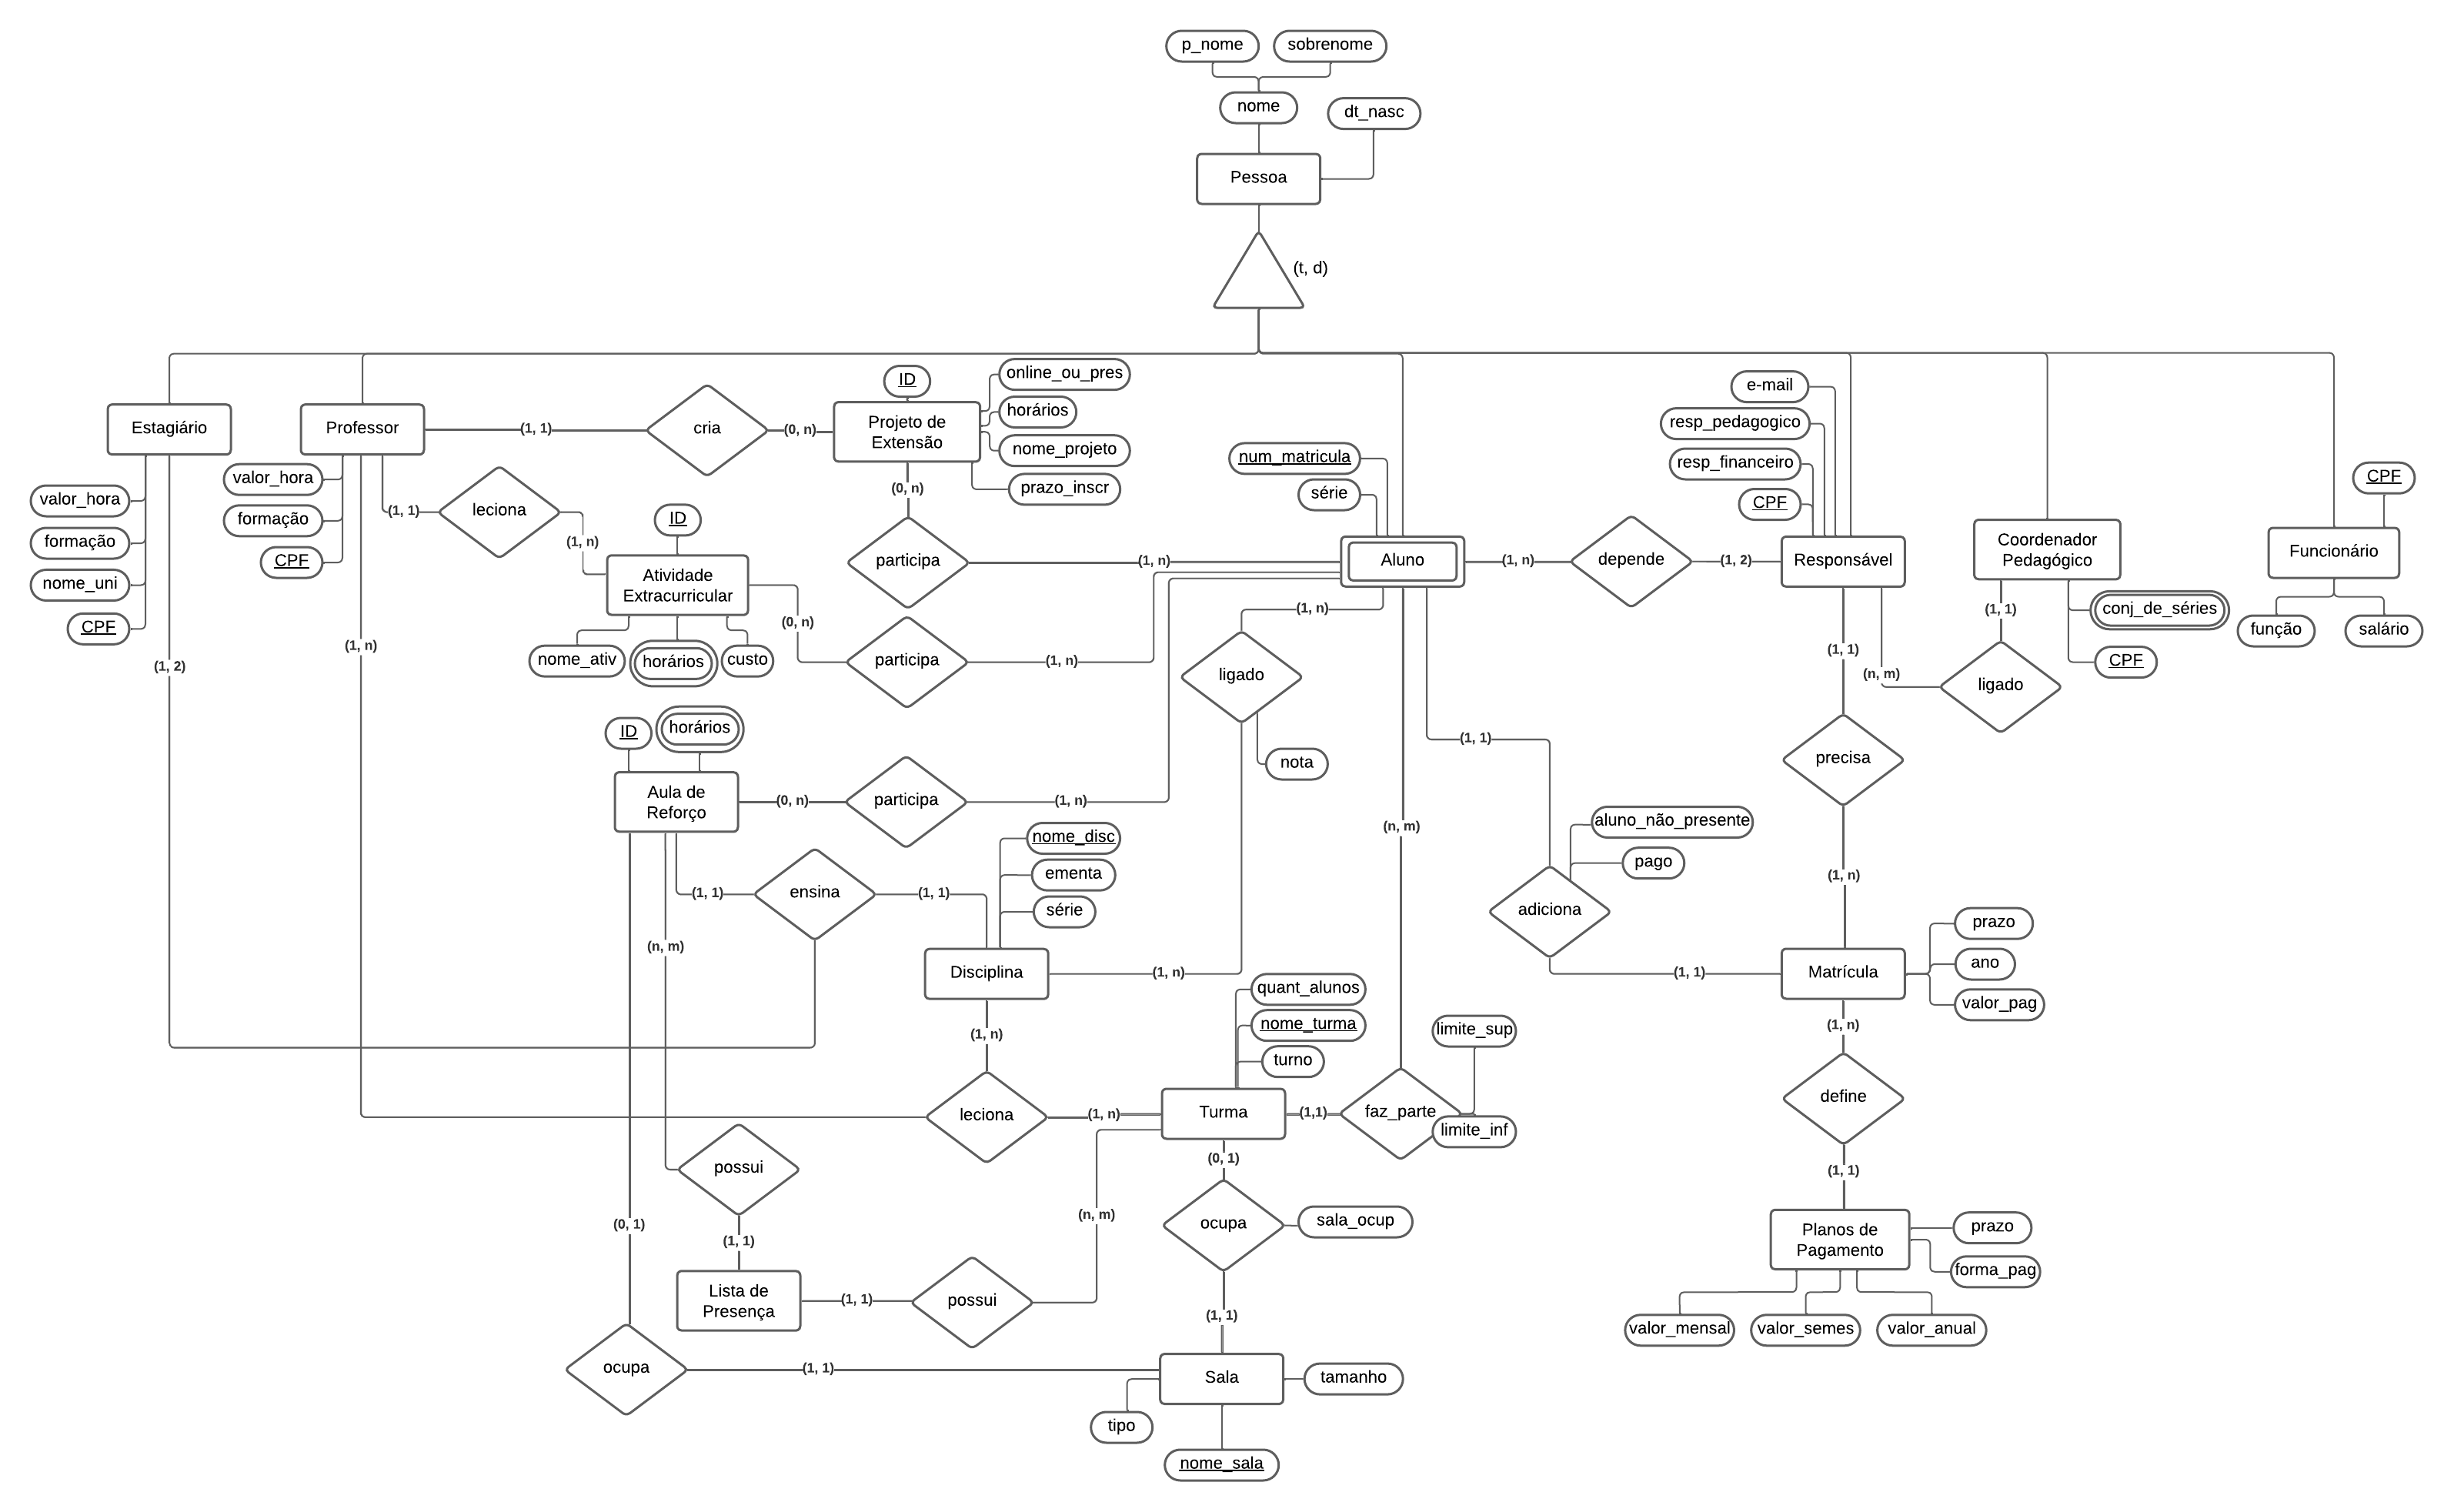 p_nome
sobrenome
nome
dt_nasc
Pessoa
(t, d)
ID
online_ou_pres
horários
nome_projeto
prazo_inscr
Estagiário
Professor
(1, 1)
cria
(0, n)
Projeto de
Extensão
e-mail
resp_pedagogico
resp_financeiro
CPF
num_matricula
série
CPF
valor_hora
formação
CPF
valor_hora
formação
nome_uni
CPF
(1, 1)
leciona
(1, n)
ID
(0, n)
Atividade
Extracurricular
participa
(1, n)
Aluno
(1, n)
depende
(1, 2)
Responsável
Coordenador
Pedagógico
Funcionário
(1, n)
(1, 1)
conj_de_séries
CPF
função
salário
nome_ativ
horários
custo
(0, n)
participa
(1, n)
ligado
(1, 1)
(n, m)
ligado
(1, n)
(1, 2)
ID
horários
nota
(1, 1)
precisa
Aula de
Reforço
(0, n)
participa
(1, n)
(n, m)
aluno_não_presente
pago
nome_disc
ementa
série
(1, 1)
ensina
(1, 1)
(n, m)
(1, n)
adiciona
prazo
ano
valor_pag
Disciplina
(1, n)
(1, 1)
Matrícula
quant_alunos
nome_turma
turno
limite_sup
(1, n)
(1, n)
leciona
(1, n)
Turma
(1,1)
faz_parte
limite_inf
define
possui
(0, 1)
(1, 1)
(0, 1)
(1, 1)
(n, m)
ocupa
sala_ocup
Planos de
Pagamento
prazo
forma_pag
Lista de
Presença
(1, 1)
possui
(1, 1)
valor_mensal
valor_semes
valor_anual
ocupa
(1, 1)
Sala
tamanho
tipo
nome_sala